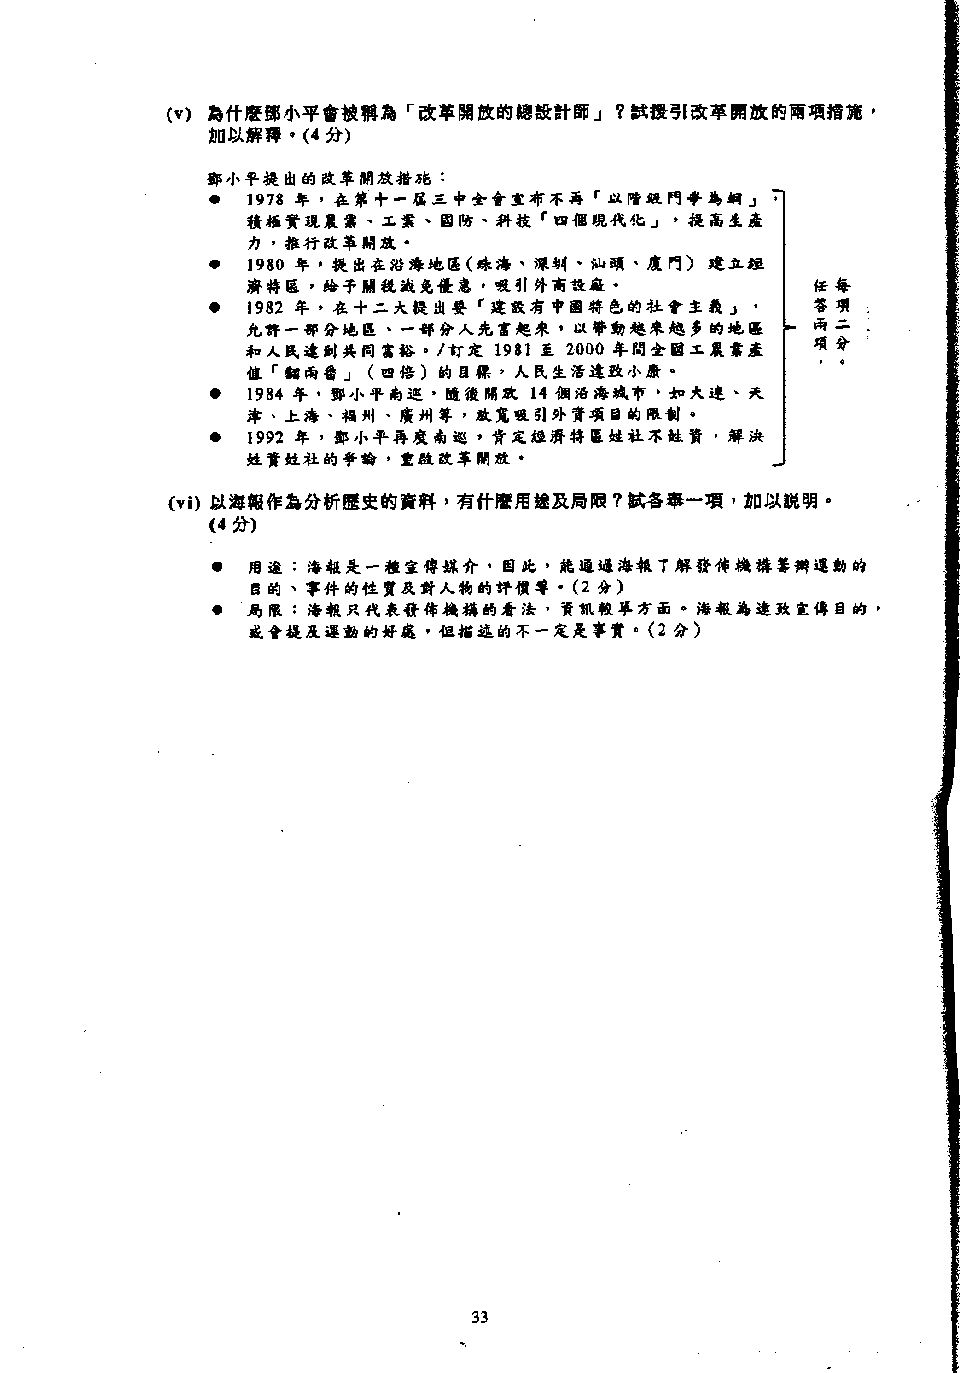 (v) 為什麼鄧小平會被稱為「改革開放的總設計師」？試援引改革開放的兩項措施，
加以解釋。(4 分)
鄧小平提出的改革開放措施：
● 1978 年，在第十一屆三中全會宣布不再「以階級鬥爭為綱」，
積極實現農業、工業、國防、科技「四個現代化」，提高生產
力，推行改革開放。
● 1980 年，提出在沿海地區(珠海、深圳、汕頭、廈門) 建立經
濟特區，給予關稅減免優惠，吸引外商設廠。
● 1982 年，在十二大提出要「建設有中國特色的社會主義」，
允許一部分地區、一部分人先富起來，以帶動越來越多的地區
和人民達到共同富裕。/訂定 1981 至 2000 年間全國工農業產
值「翻兩番」（四倍）的目標，人民生活達致小康。
● 1984 年，鄧小平南巡，隨後開放 14 個沿海城市，如大連、天
津、上海、福州、廣州等，放寬吸引外資項目的限制。
● 1992 年，鄧小平再度南巡，肯定經濟特區姓社不姓資，解決
姓資姓社的爭論，重啟改革開放。
每項二分。
任答兩項，
(vi) 以海報作為分析歷史的資料，有什麼用途及局限？試各舉一項，加以說明。
(4 分)
● 用途：海報是一種宣傳媒介，因此，能通過海報了解發佈機構籌辦運動的
目的、事件的性質及對人物的評價等。(2 分)
● 局限：海報只代表發佈機構的看法，資訊較單方面。海報為達致宣傳目的，
或會提及運動的好處，但描述的不一定是事實。(2 分)
33